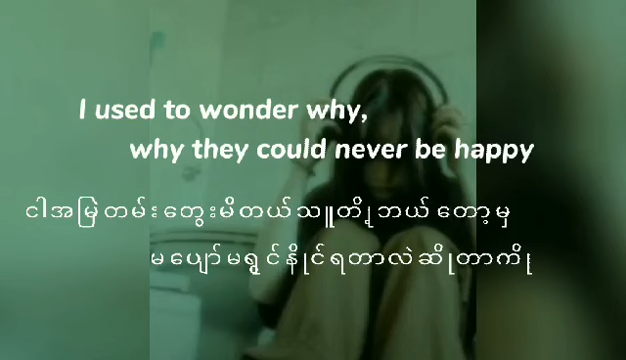 I used to wonder why,
why they could never be happy
ငါအမြဲတမ်းတွေးမိတယ်သူတို့ဘယ်တော့မှ
မပျော်မရွှင်နိုင်ရတာလဲဆိုတာကို